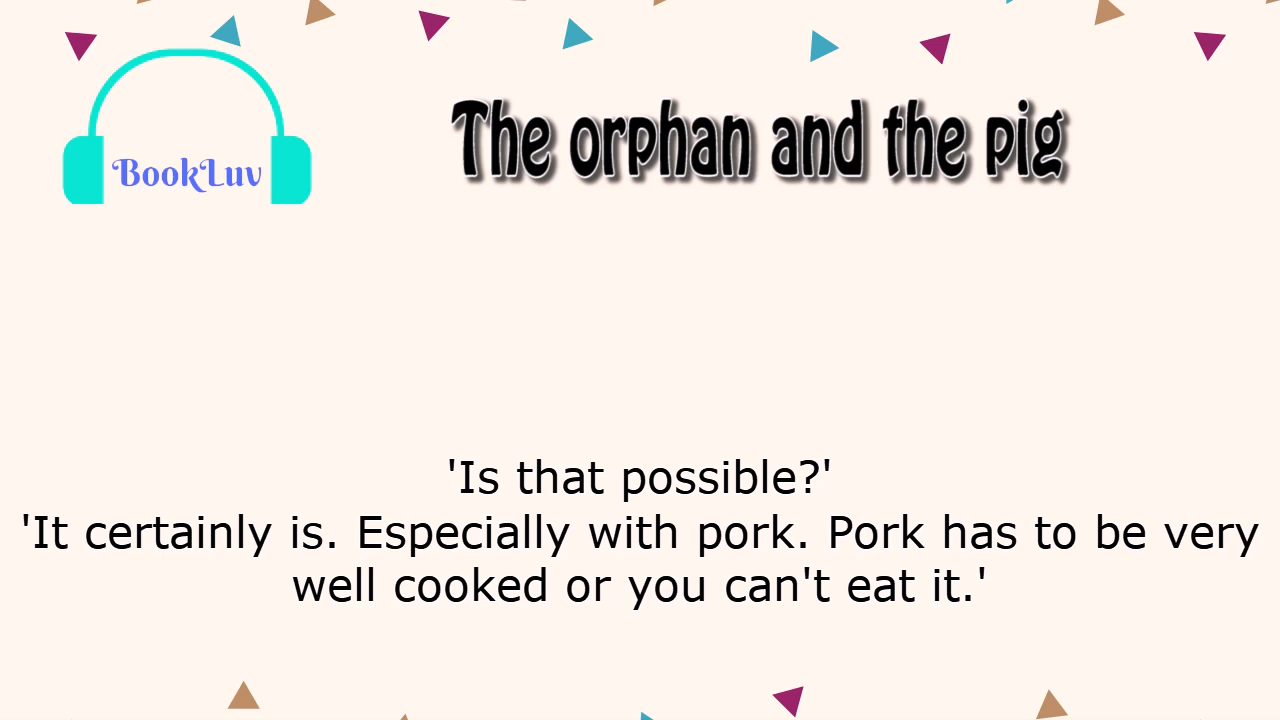 BookLuv
The orphan and the pig
'Is that possible?'
'It certainly is. Especially with pork. Pork has to be very
well cooked or you can't eat it.'